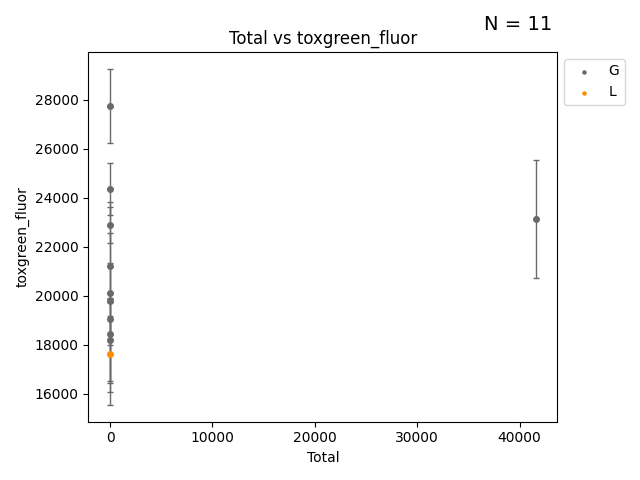 N = 11
Total vs toxgreen_fluor
G
L
28000
26000
24000
22000
20000
18000
16000
toxgreen_fluor
0 10000 20000 30000 40000
Total